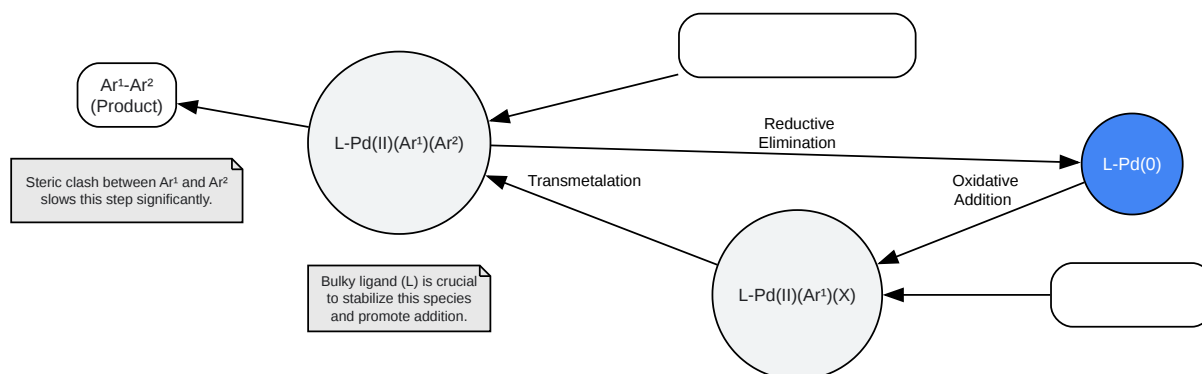 Ar¹-Ar²
(Product)
Steric clash between Ar¹ and Ar²
slows this step significantly.
L-Pd(II)(Ar¹)(Ar²)
Bulky ligand (L) is crucial
to stabilize this species
and promote addition.
Transmetalation
Reductive
Elimination
Oxidative
Addition
L-Pd(0)
L-Pd(II)(Ar¹)(X)